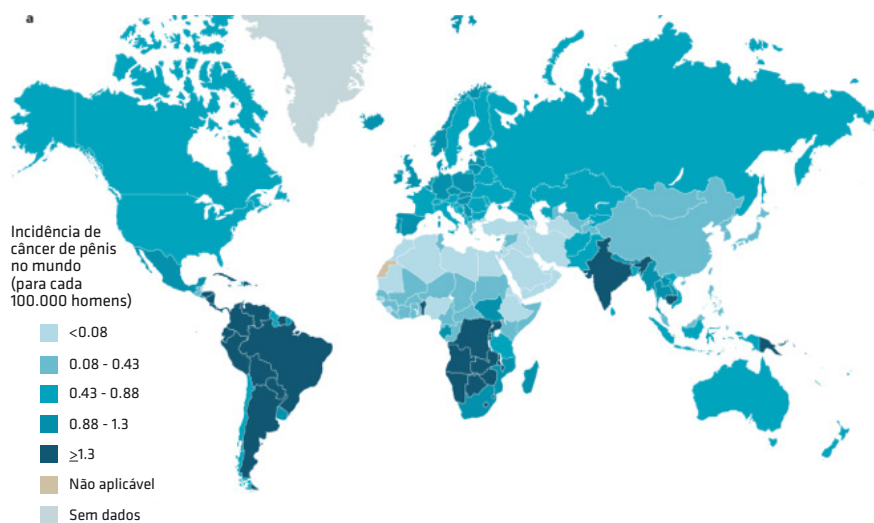 a
Incidência de
câncer de pênis
no mundo
(para cada
100.000 homens)
<0.08
0.08 - 0.43
0.43 - 0.88
0.88 - 1.3
≥1.3
Não aplicável
Sem dados